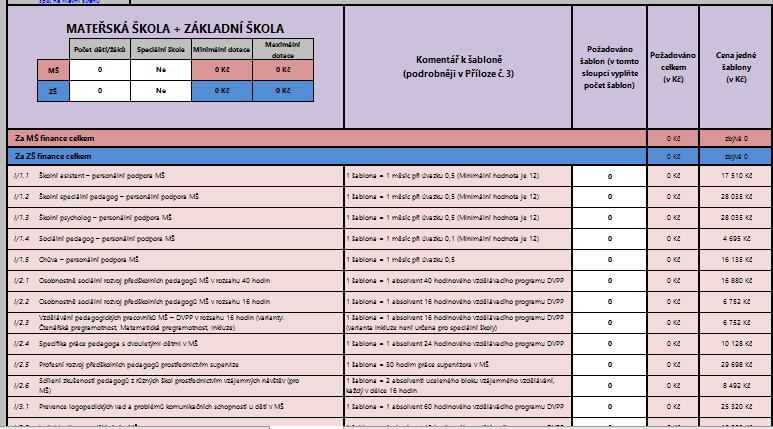 MATEŘSKÁ ŠKOLA + ZÁKLADNÍ ŠKOLA
Počet dětí/žáků Speciální škola Minimální dotace Maximální dotace
MŠ 0 Ne 0 Kč 0 Kč
ZŠ 0 Ne 0 Kč 0 Kč
Komentář k šabloně
(podrobněji v Příloze č. 3)
Požadováno
šablon (v tomto
sloupci vyplňte
počet šablon)
Požadováno
celkem
(v Kč)
Cena jedné
šablony
(v Kč)
Za MŠ finance celkem 0 Kč zbývá 0
Za ZŠ finance celkem 0 Kč zbývá 0
I/1.1 Školní asistent – personální podpora MŠ 1 šablona = 1 měsíc při úvazku 0,5 (Minimální hodnota je 12) 0 0 Kč 17 510 Kč
I/1.2 Školní speciální pedagog – personální podpora MŠ 1 šablona = 1 měsíc při úvazku 0,5 (Minimální hodnota je 12) 0 0 Kč 28 035 Kč
I/1.3 Školní psycholog – personální podpora MŠ 1 šablona = 1 měsíc při úvazku 0,5 (Minimální hodnota je 12) 0 0 Kč 28 035 Kč
I/1.4 Sociální pedagog – personální podpora MŠ 1 šablona = 1 měsíc při úvazku 0,1 (Minimální hodnota je 12) 0 0 Kč 4 695 Kč
I/1.5 Chůva – personální podpora MŠ 1 šablona = 1 měsíc při úvazku 0,5 0 0 Kč 16 135 Kč
I/2.1 Osobnostně sociální rozvoj předškolních pedagogů MŠ v rozsahu 40 hodin 1 šablona = 1 absolvent 40 hodinového vzdělávacího programu DVPP 0 0 Kč 16 880 Kč
I/2.2 Osobnostně sociální rozvoj předškolních pedagogů MŠ v rozsahu 16 hodin 1 šablona = 1 absolvent 16 hodinového vzdělávacího programu DVPP 0 0 Kč 6 752 Kč
I/2.3 Vzdělávání pedagogických pracovníků MŠ – DVPP v rozsahu 16 hodin (varianty: 1 šablona = 1 absolvent 16 hodinového vzdělávacího programu DVPP 0 0 Kč 6 752 Kč
Čtenářská pregramotnost, Matematická pregramotnost, Inkluze) (varianta Inkluze není určena pro speciální školy)
I/2.4 Specifika práce pedagoga s dvouletými dětmi v MŠ 1 šablona = 1 absolvent 24 hodinového vzdělávacího programu DVPP 0 0 Kč 10 128 Kč
I/2.5 Profesní rozvoj předškolních pedagogů prostřednictvím supervize 1 šablona = 30 hodin práce supervizora v MŠ 0 0 Kč 29 698 Kč
I/2.6 Sdílení zkušeností pedagogů z různých škol prostřednictvím vzájemných návštěv (pro 1 šablona = 2 absolventi uceleného bloku vzájemného vzdělávání, 0 0 Kč 8 492 Kč
MŠ) každý v délce 16 hodin
I/3.1 Prevence logopedických vad a problémů komunikačních schopností u dětí v MŠ 1 šablona = 1 absolvent 60 hodinového vzdělávacího programu DVPP 0 0 Kč 25 320 Kč